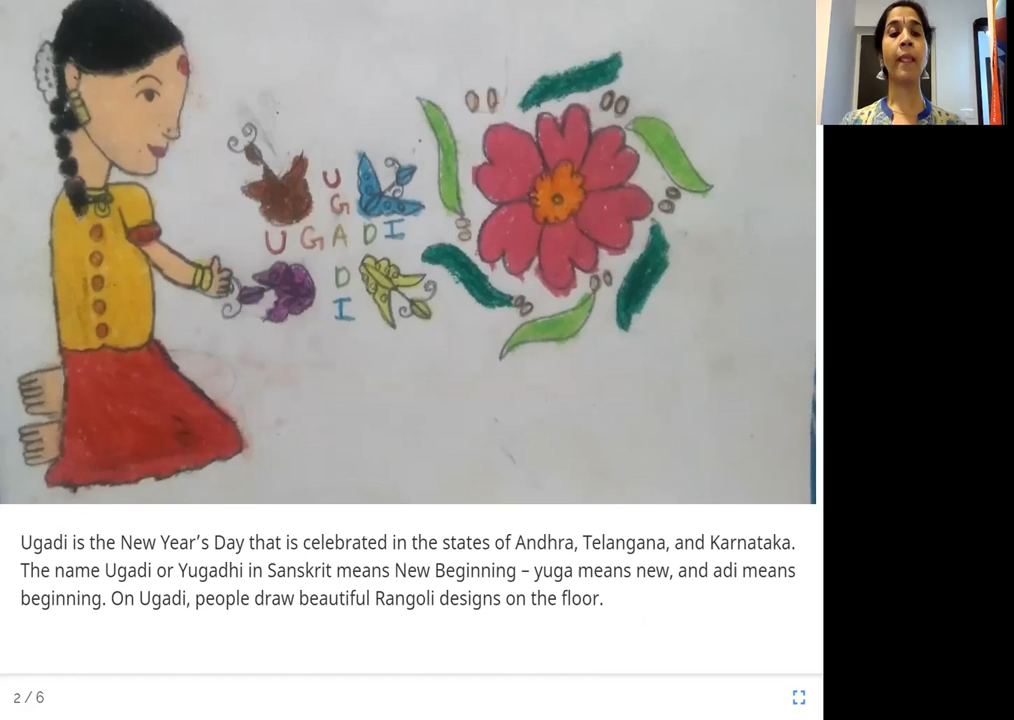 U
G
U G A D I
D
I
Ugadi is the New Year’s Day that is celebrated in the states of Andhra, Telangana, and Karnataka.
The name Ugadi or Yugadhi in Sanskrit means New Beginning – yuga means new, and adi means
beginning. On Ugadi, people draw beautiful Rangoli designs on the floor.
2 / 6